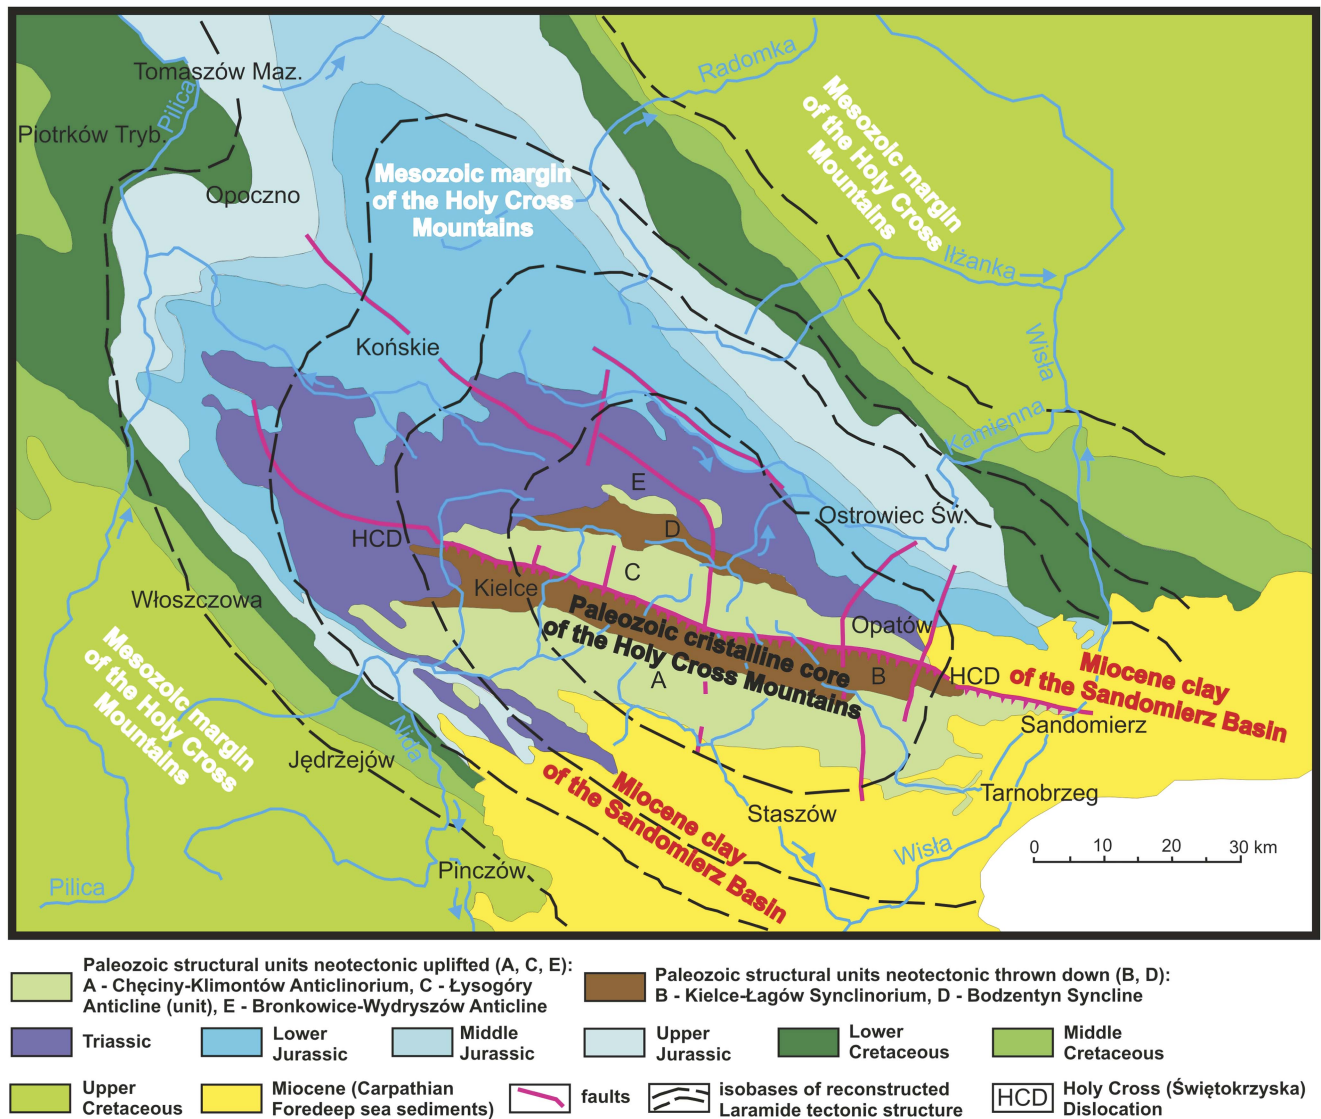 Tomaszów Maz.
Pilica
Piotrków Tryb.
Opoczno
Radomka
Mesozoic margin
of the Holy Cross
Mountains
Mesozoic margin
of the Holy Cross
Mountains
Iłżanka
Wisła
Końskie
Kamienna
E
D
HCD
Ostrowiec Św.
C
Kielce
Włoszczowa
Paleozoic cristalline core
of the Holy Cross Mountains
Opatów
A
B
HCD
Miocene clay
of the Sandomierz Basin
Mesozoic margin
of the Holy Cross
Mountains
Nida
Sandomierz
Jędrzejów
Miocene clay
of the Sandomierz Basin
Tarnobrzeg
Staszów
Wisła
0 10 20 30 km
Pinczów
Pilica
Paleozoic structural units neotectonic uplifted (A, C, E):
A - Chęciny-Klimontów Anticlinorium, C - Łysogóry
Anticline (unit), E - Bronkowice-Wydryszów Anticline
Paleozoic structural units neotectonic thrown down (B, D):
B - Kielce-Łagów Synclinorium, D - Bodzentyn Syncline
Triassic
Lower
Jurassic
Middle
Jurassic
Upper
Jurassic
Lower
Cretaceous
Middle
Cretaceous
Upper
Cretaceous
Miocene (Carpathian
Foredeep sea sediments)
faults
isobases of reconstructed
Laramide tectonic structure
HCD
Holy Cross (Świętokrzyska)
Dislocation